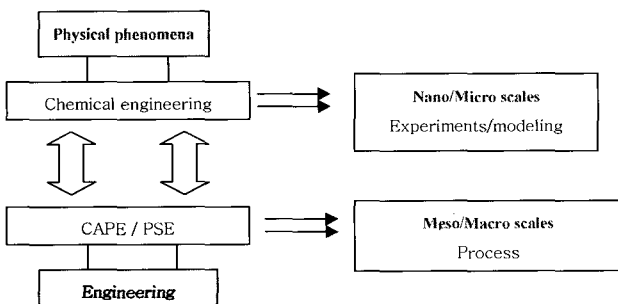 Physical phenomena
Chemical engineering
Nano/Micro scales
Experiments/modeling
CAPE / PSE
Meso/Macro scales
Process
Engineering